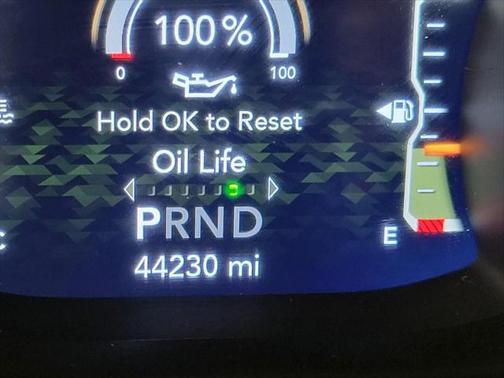 100 %
0 100
Hold OK to Reset
Oil Life
PRND
E
44230 mi